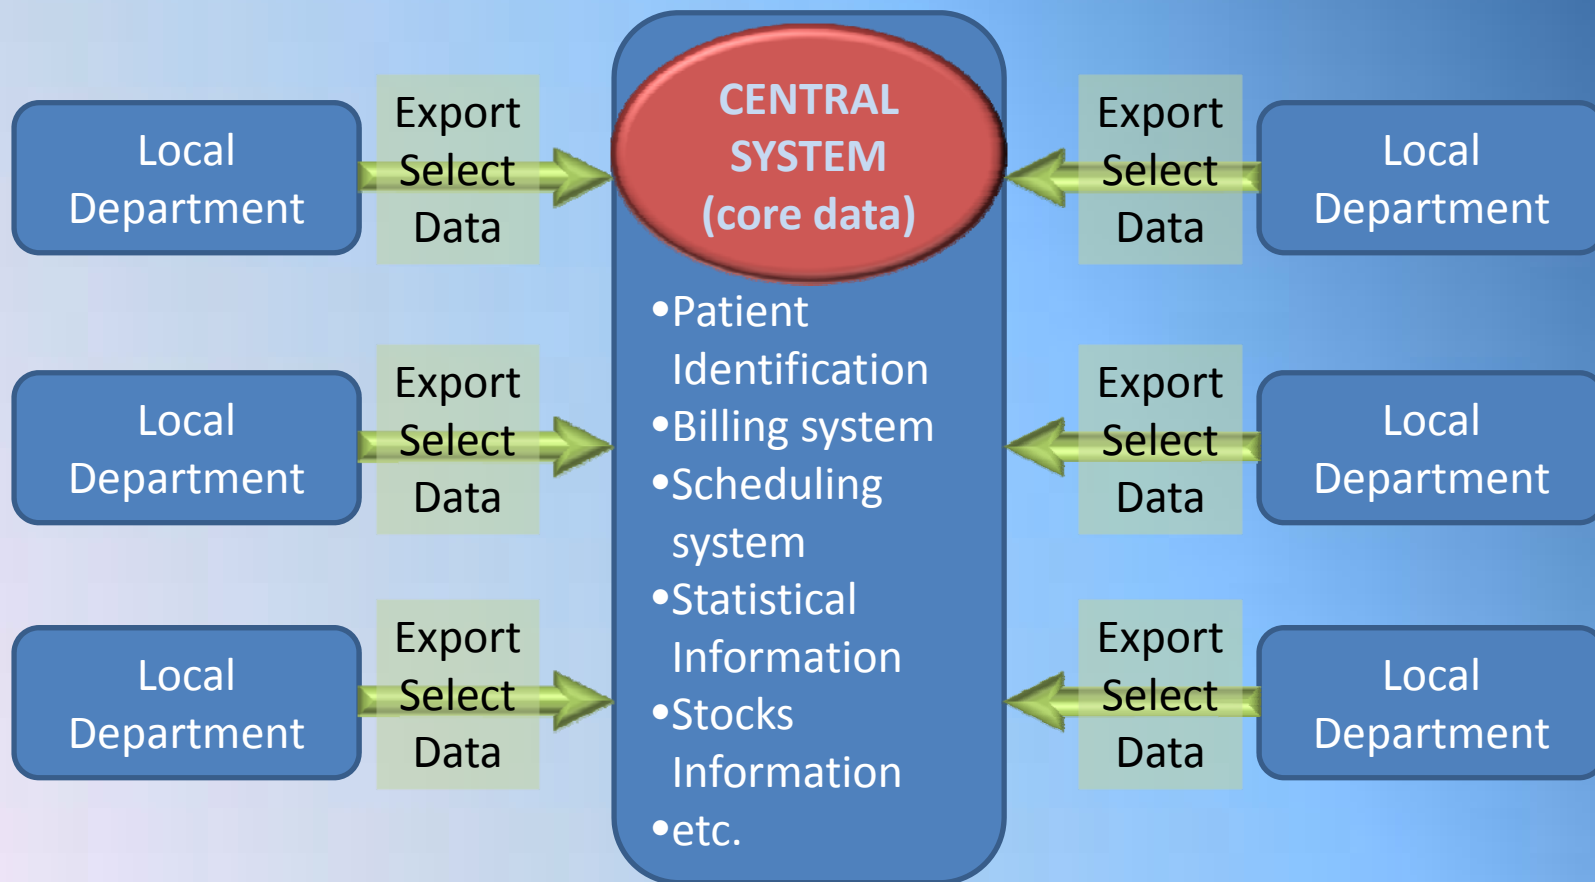 Local
Department
Export
Select
Data
Local
Department
Export
Select
Data
Local
Department
Export
Select
Data
CENTRAL
SYSTEM
(core data)
•Patient
Identification
•Billing system
•Scheduling
system
•Statistical
Information
•Stocks
Information
•etc.
Export
Select
Data
Local
Department
Export
Select
Data
Local
Department
Export
Select
Data
Local
Department